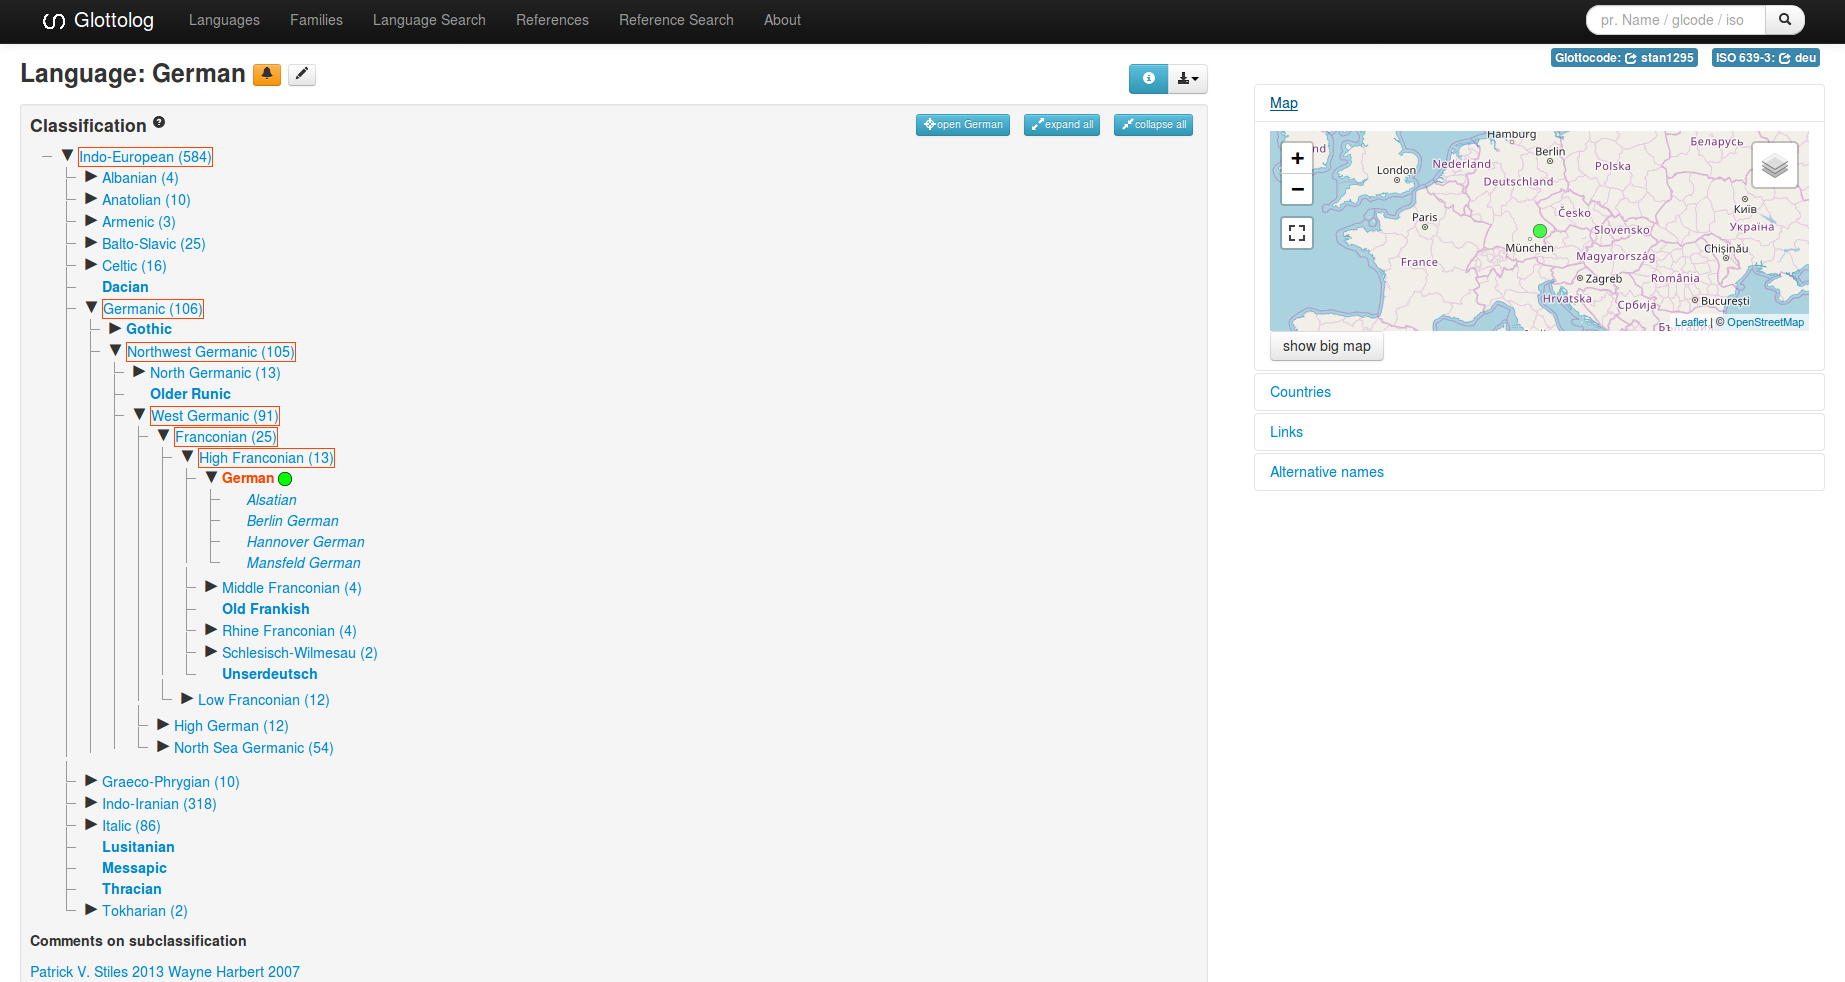 Glottolog Languages Families Language Search References Reference Search About pr. Name / glcode / iso
Glottocode: stan1295 ISO 639-3: deu
Language: German
Classification
open German expand all collapse all
Indo-European (584)
Albanian (4)
Anatolian (10)
Armenic (3)
Balto-Slavic (25)
Celtic (16)
Dacian
Germanic (106)
Gothic
Northwest Germanic (105)
North Germanic (13)
Older Runic
West Germanic (91)
Franconian (25)
High Franconian (13)
German
Alsatian
Berlin German
Hannover German
Mansfeld German
Middle Franconian (4)
Old Frankish
Rhine Franconian (4)
Schlesisch-Wilmesau (2)
Unserdeutsch
Low Franconian (12)
High German (12)
North Sea Germanic (54)
Graeco-Phrygian (10)
Indo-Iranian (318)
Italic (86)
Lusitanian
Messapic
Thracian
Tokharian (2)
Comments on subclassification
Patrick V. Stiles 2013 Wayne Harbert 2007
Map
+
−
Hamburg
Беларусь
Berlin
Nederland
Polska
London
Deutschland
Київ
Paris
Česko
Україна
Slovensko
München
Chișinău
Magyarország
France
Zagreb
România
Hrvatska
Србија
București
Leaflet | © OpenStreetMap
show big map
Countries
Links
Alternative names